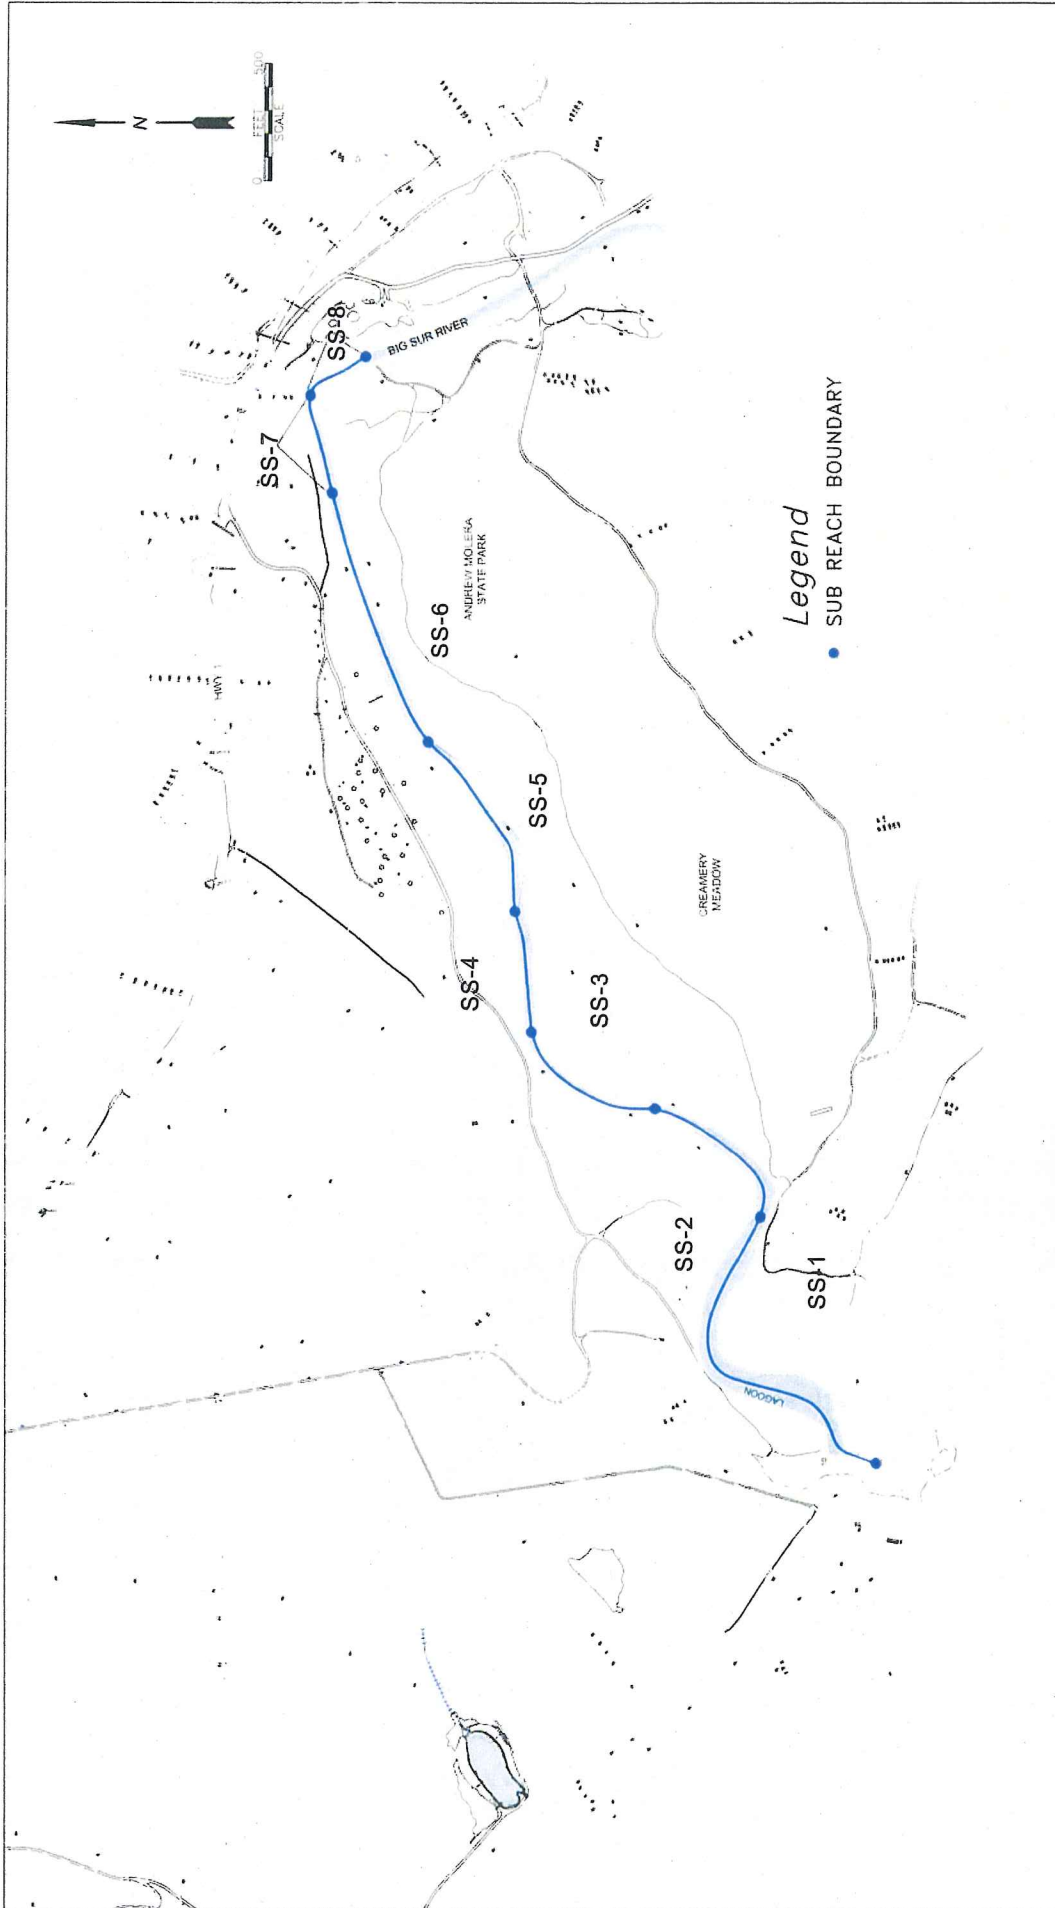 N
0 500
FEET
SCALE
SS-8
BIG SUR RIVER
SS-7
SS-6
ANDREW MOLERA
STATE PARK
HWY 1
SS-5
CREAMERY
MEADOW
SS-4
SS-3
SS-2
SS-1
LAGOON
Legend
SUB REACH BOUNDARY